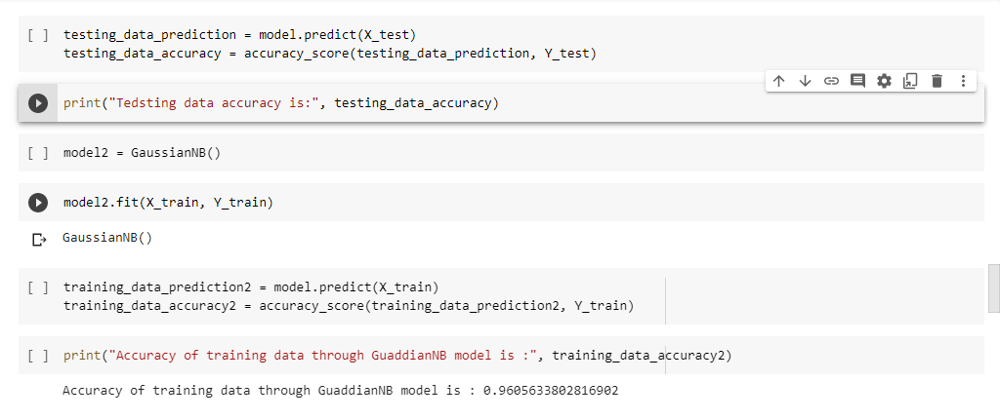 [ ] testing_data_prediction = model.predict(X_test)
testing_data_accuracy = accuracy_score(testing_data_prediction, Y_test)
print("Tedsting data accuracy is:", testing_data_accuracy)
[ ] model2 = GaussianNB()
model2.fit(X_train, Y_train)
GaussianNB()
[ ] training_data_prediction2 = model.predict(X_train)
training_data_accuracy2 = accuracy_score(training_data_prediction2, Y_train)
[ ] print("Accuracy of training data through GuaddianNB model is :", training_data_accuracy2)
Accuracy of training data through GuaddianNB model is : 0.9605633802816902